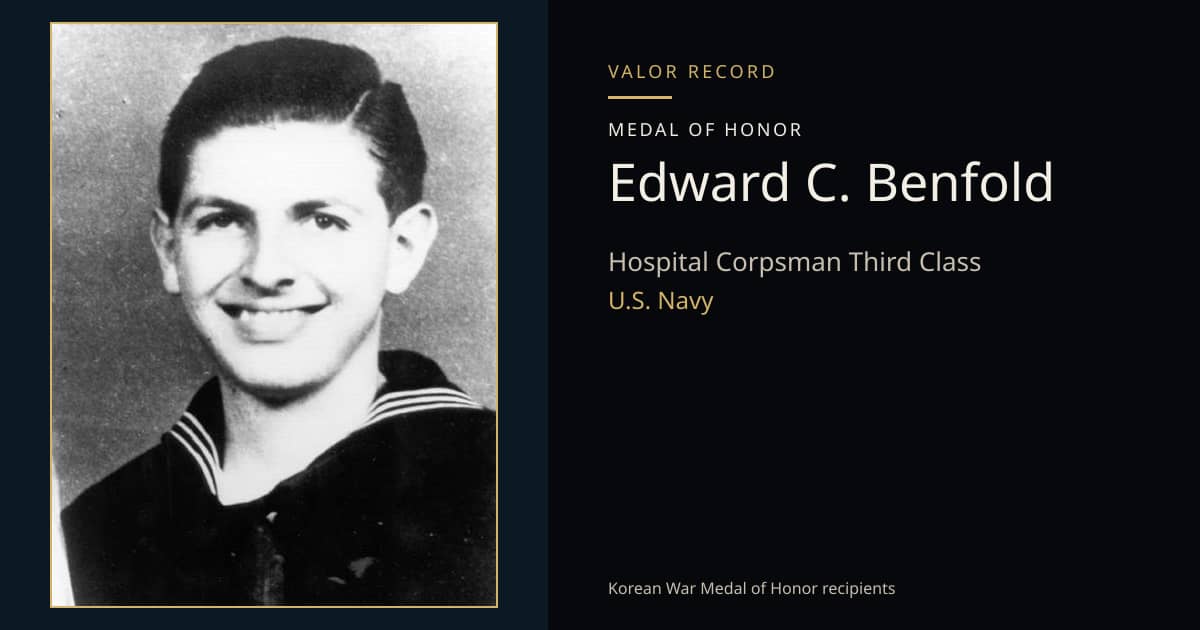 VALOR RECORD
MEDAL OF HONOR
Edward C. Benfold
Hospital Corpsman Third Class
U.S. Navy
Korean War Medal of Honor recipients